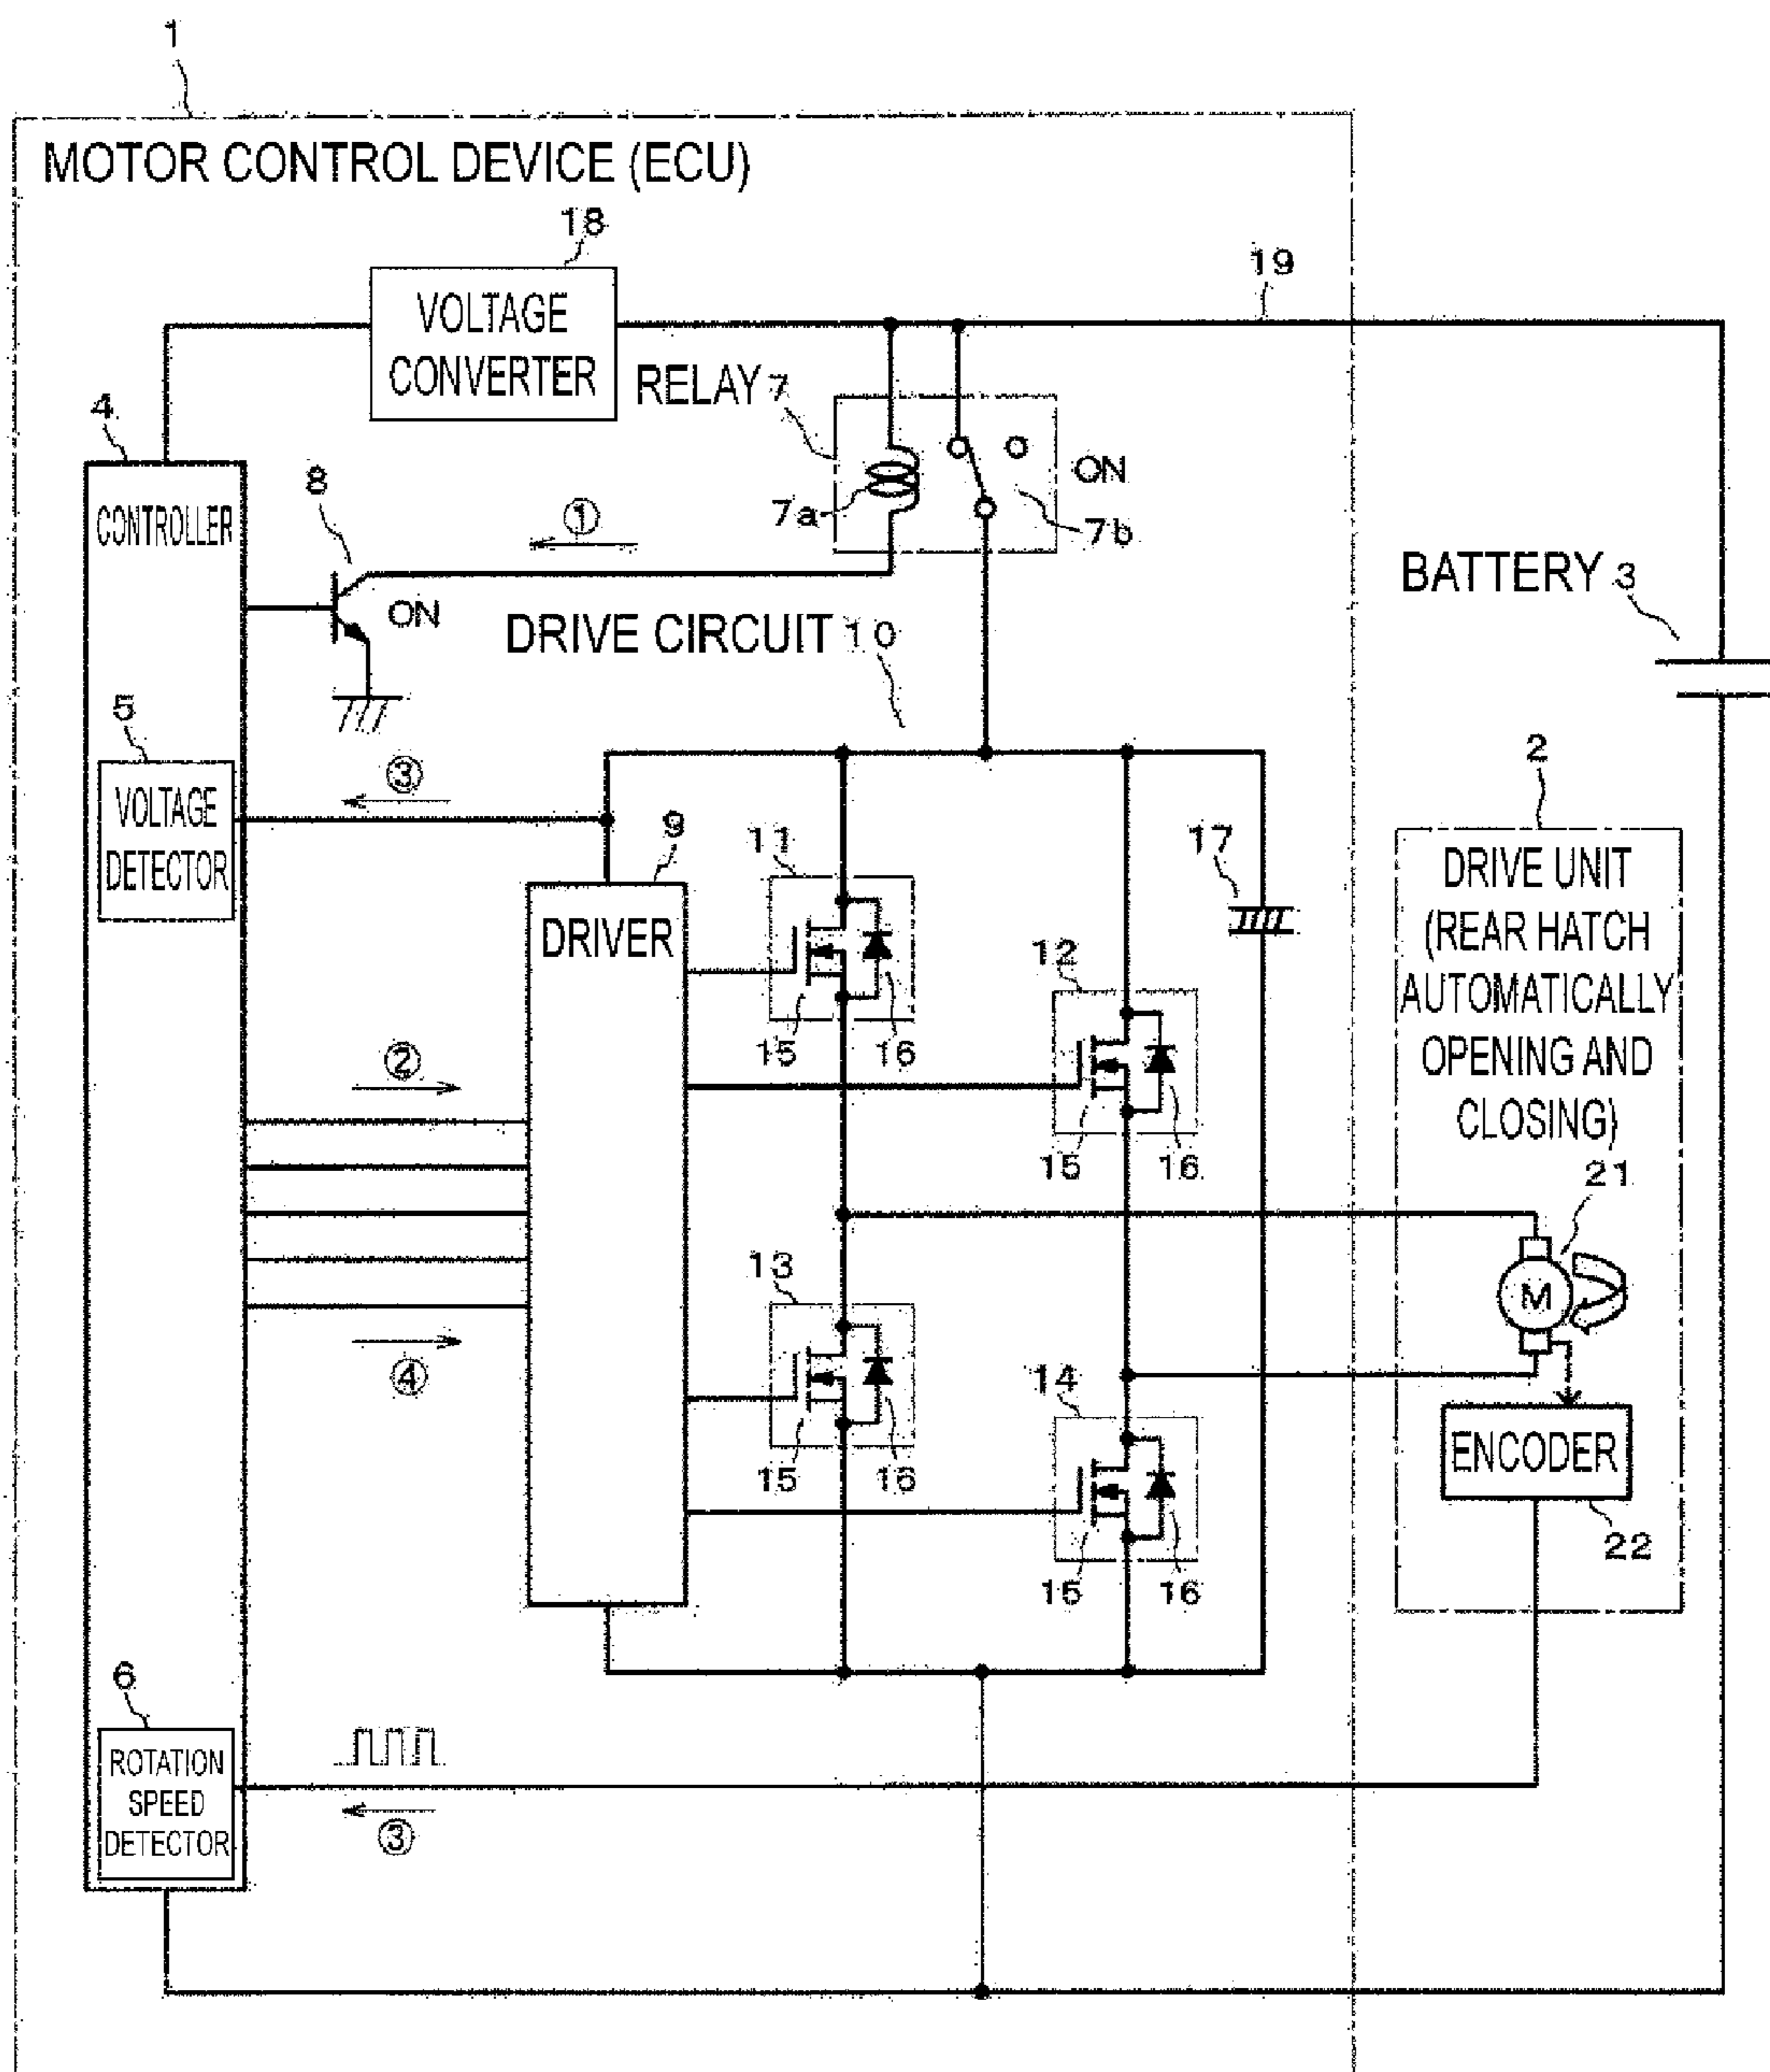 1
MOTOR CONTROL DEVICE (ECU)
18
VOLTAGE
CONVERTER
19
RELAY 7
4
CONTROLLER
8
①
7a
7b
ON
ON
BATTERY 3
DRIVE CIRCUIT 10
5
VOLTAGE
DETECTOR
③
9
DRIVER
11
15
16
12
15
16
17
2
DRIVE UNIT
(REAR HATCH
AUTOMATICALLY
OPENING AND
CLOSING)
②
21
M
13
15
16
④
14
15
16
ENCODER
22
6
ROTATION
SPEED
DETECTOR
③